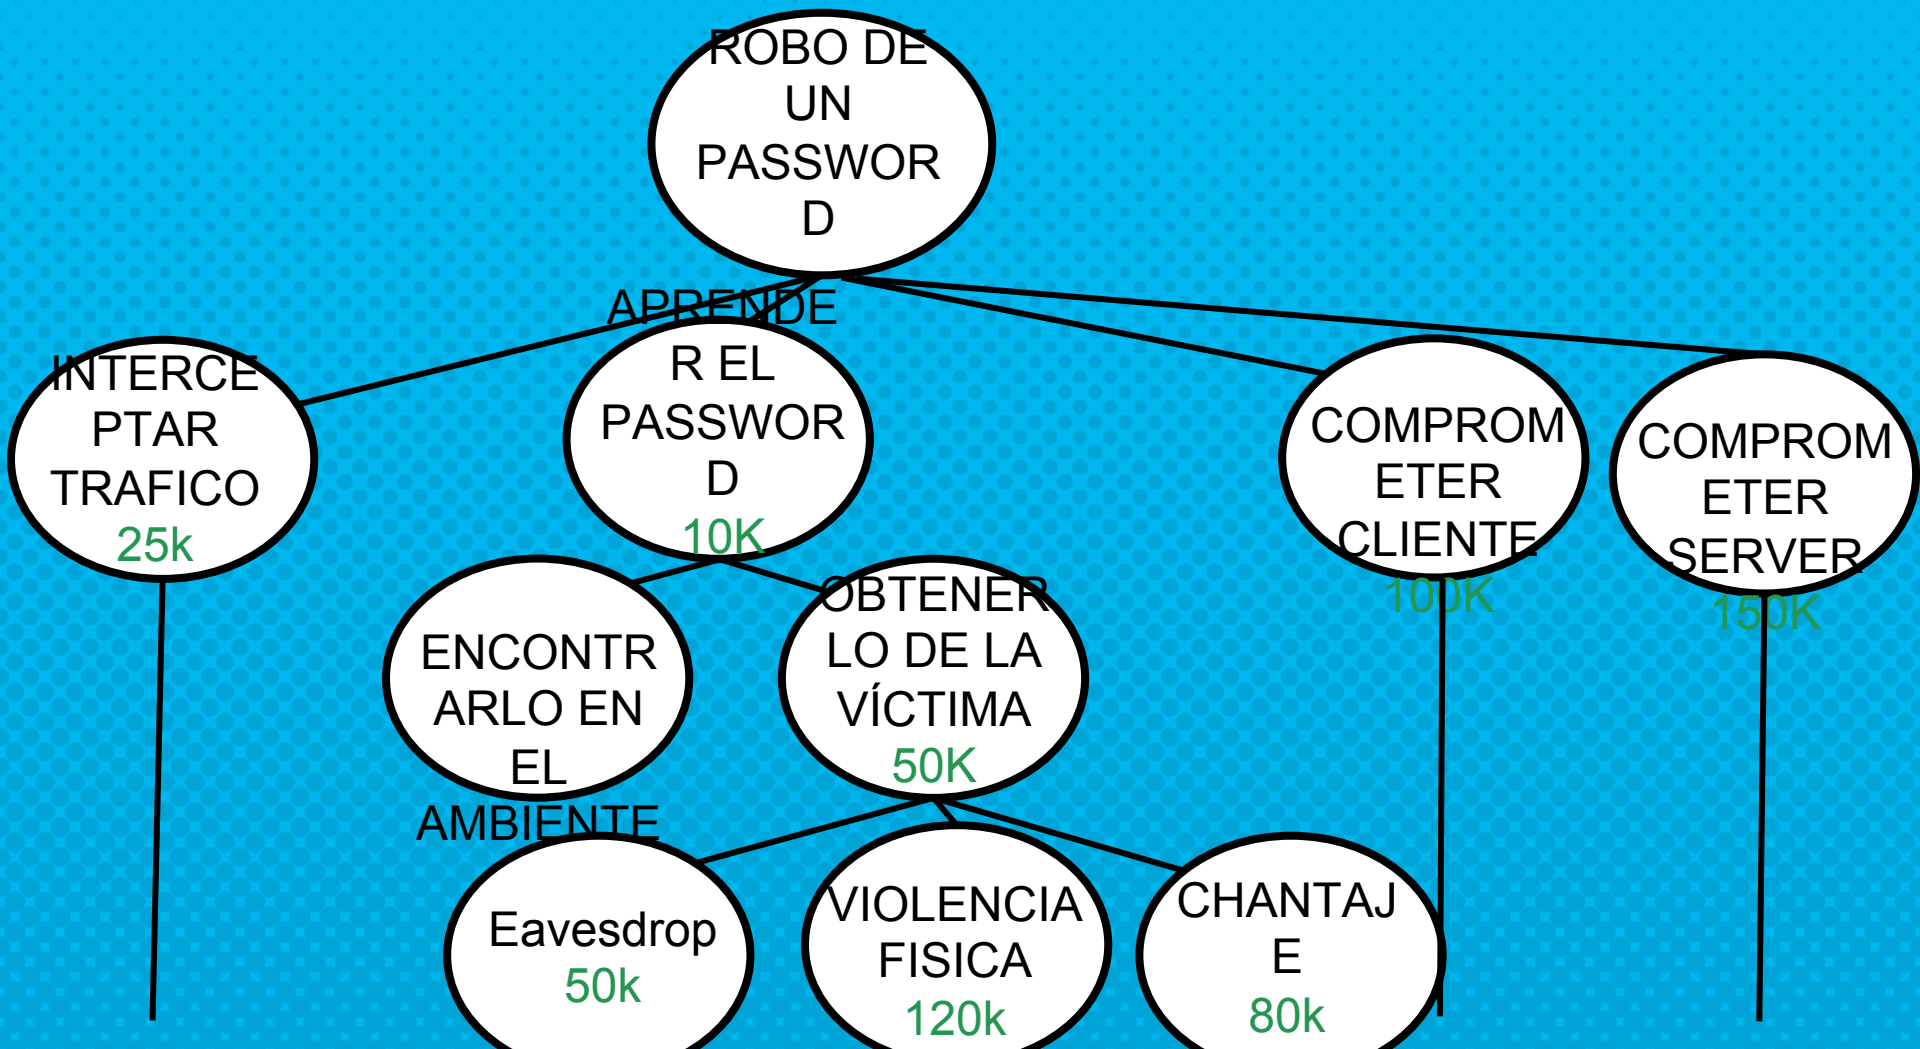 ROBO DE
UN
PASSWOR
D
INTERCE
PTAR
TRAFICO
25k
APRENDE
R EL
PASSWOR
D
10K
COMPROM
ETER
CLIENTE
100K
COMPROM
ETER
SERVER
150K
ENCONTR
ARLO EN
EL
AMBIENTE
OBTENER
LO DE LA
VÍCTIMA
50K
Eavesdrop
50k
VIOLENCIA
FISICA
120k
CHANTAJ
E
80k